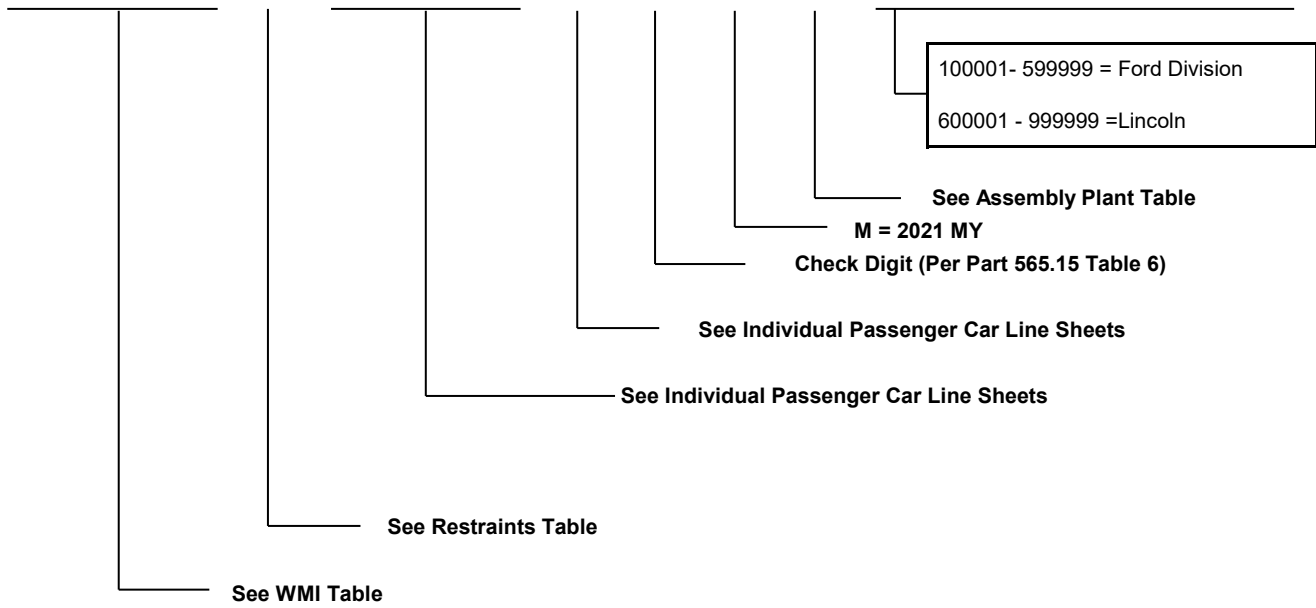 100001- 599999 = Ford Division
600001 - 999999 =Lincoln
See Assembly Plant Table
M = 2021 MY
Check Digit (Per Part 565.15 Table 6)
See Individual Passenger Car Line Sheets
See Individual Passenger Car Line Sheets
See Restraints Table
See WMI Table